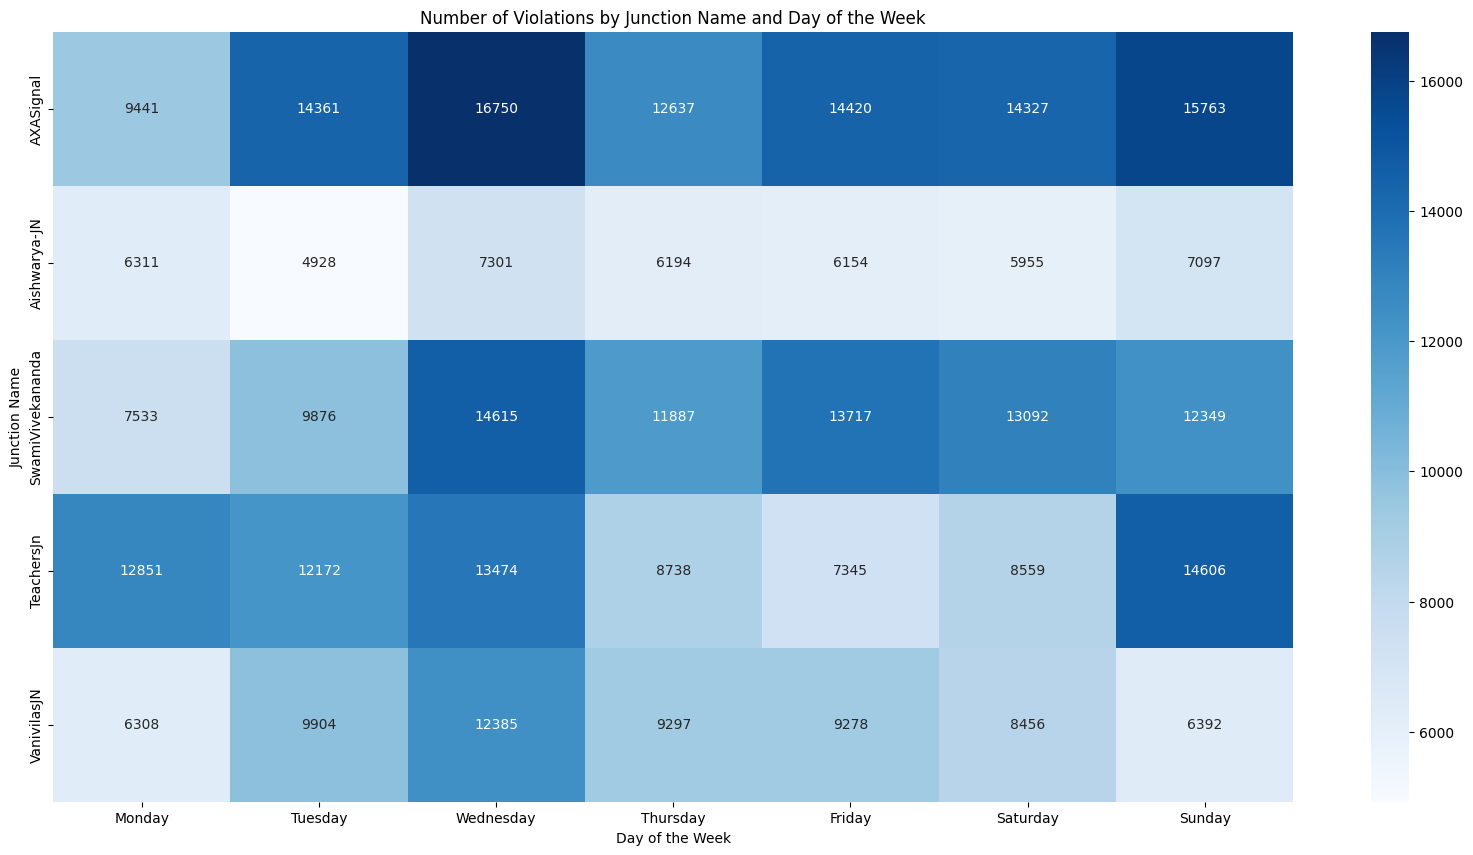 Number of Violations by Junction Name and Day of the Week
Junction Name
AXASignal
9441 14361 16750 12637 14420 14327 15763
Aishwarya-JN
6311 4928 7301 6194 6154 5955 7097
SwamiVivekananda
7533 9876 14615 11887 13717 13092 12349
TeachersJn
12851 12172 13474 8738 7345 8559 14606
VanivilasJN
6308 9904 12385 9297 9278 8456 6392
Monday Tuesday Wednesday Thursday Friday Saturday Sunday
Day of the Week
16000
14000
12000
10000
8000
6000